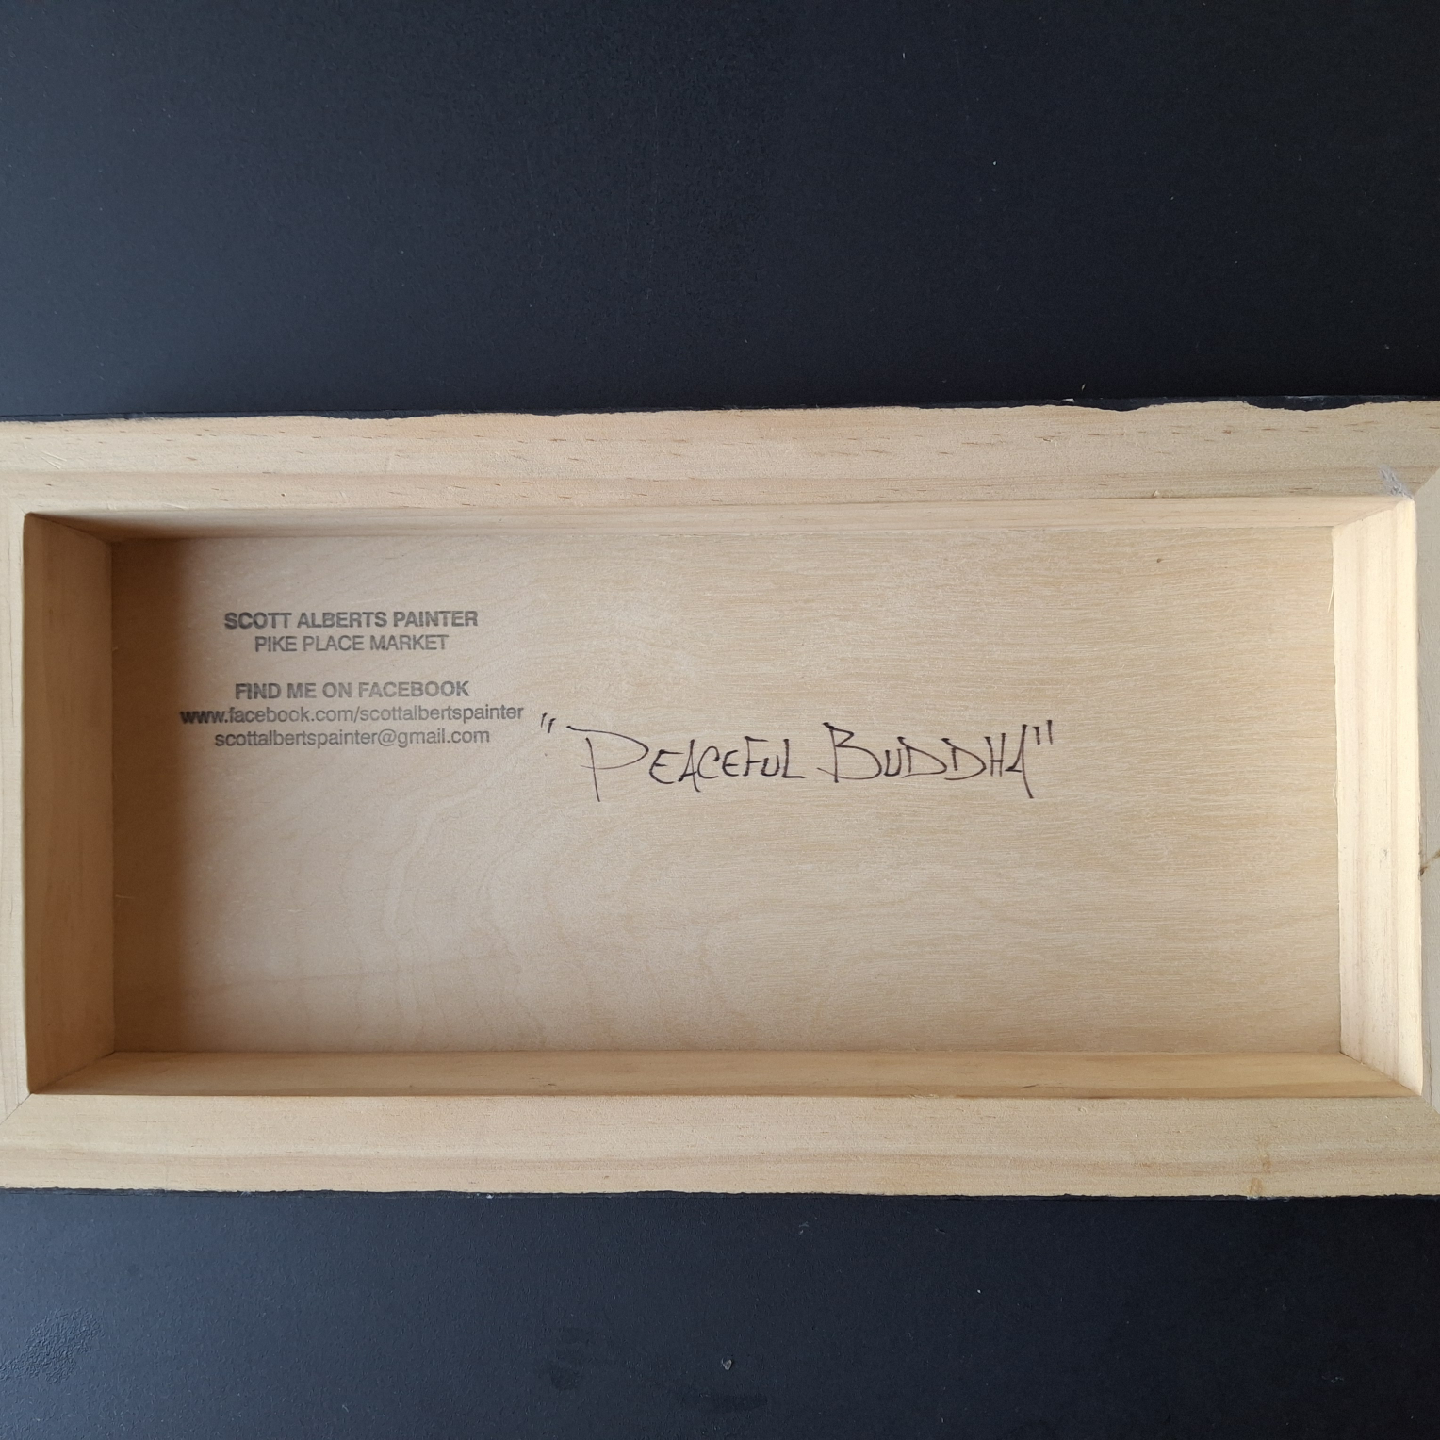 SCOTT ALBERTS PAINTER
PIKE PLACE MARKET
FIND ME ON FACEBOOK
www.facebook.com/scottalbertspainter
scottalbertspainter@gmail.com
"PEACEFUL BUDDHA"